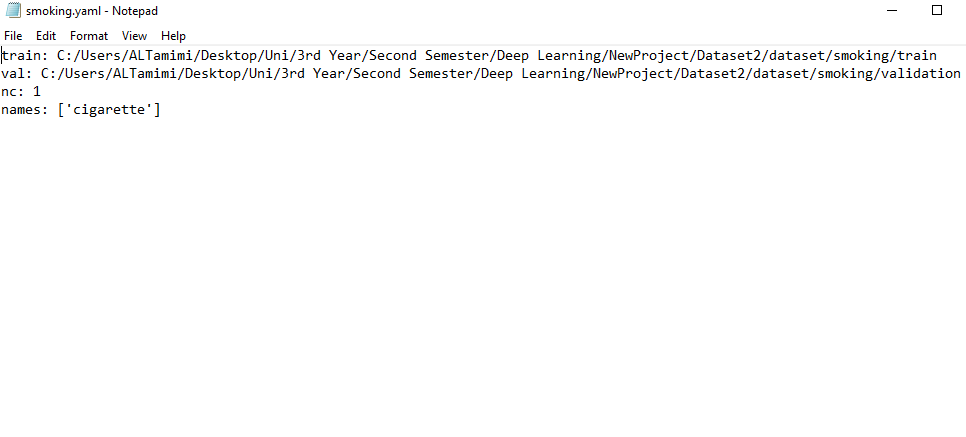 smoking.yaml - Notepad
File Edit Format View Help
train: C:/Users/ALTamimi/Desktop/Uni/3rd Year/Second Semester/Deep Learning/NewProject/Dataset2/dataset/smoking/train
val: C:/Users/ALTamimi/Desktop/Uni/3rd Year/Second Semester/Deep Learning/NewProject/Dataset2/dataset/smoking/validation
nc: 1
names: ['cigarette']